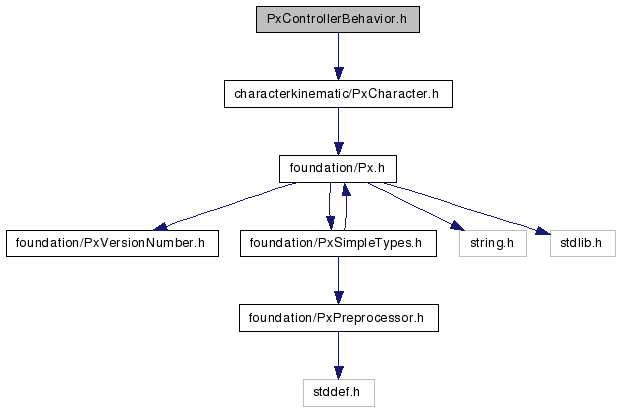 PxControllerBehavior.h
characterkinematic/PxCharacter.h
foundation/Px.h
foundation/PxVersionNumber.h
foundation/PxSimpleTypes.h
string.h
stdlib.h
foundation/PxPreprocessor.h
stddef.h